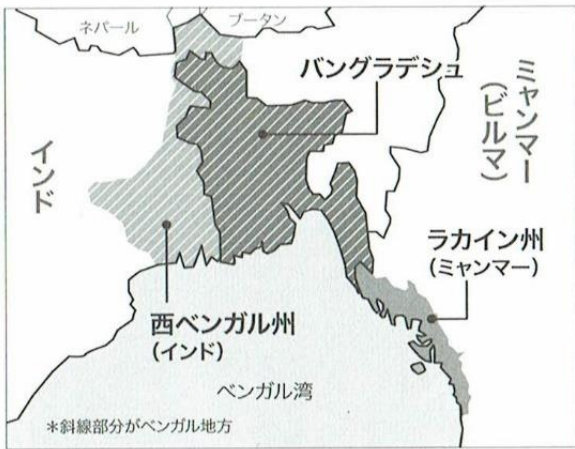 ネパール
ブータン
バングラデシュ
ミャンマー
(ビルマ)
インド
ラカイン州
(ミャンマー)
西ベンガル州
(インド)
ベンガル湾
*斜線部分がベンガル地方